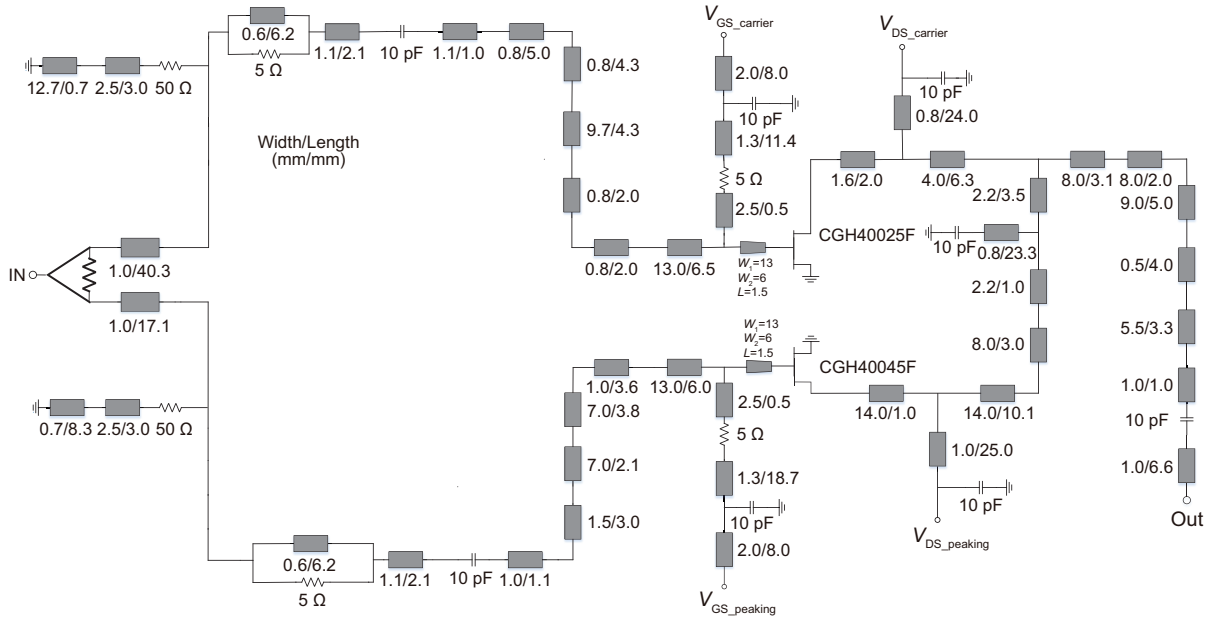 0.6/6.2
5 Ω
1.1/2.1
10 pF
1.1/1.0
0.8/5.0
12.7/0.7
2.5/3.0
50 Ω
Width/Length
(mm/mm)
0.8/4.3
9.7/4.3
0.8/2.0
0.8/2.0
13.0/6.5
V_GS_carrier
2.0/8.0
10 pF
1.3/11.4
5 Ω
2.5/0.5
W₁=13
W₂=6
L=1.5
CGH40025F
V_DS_carrier
10 pF
0.8/24.0
1.6/2.0
4.0/6.3
8.0/3.1
8.0/2.0
2.2/3.5
10 pF
0.8/23.3
2.2/1.0
8.0/3.0
9.0/5.0
0.5/4.0
5.5/3.3
1.0/1.0
10 pF
1.0/6.6
Out
IN
1.0/40.3
1.0/17.1
0.7/8.3
2.5/3.0
50 Ω
0.6/6.2
5 Ω
1.1/2.1
10 pF
1.0/1.1
1.5/3.0
7.0/2.1
7.0/3.8
1.0/3.6
13.0/6.0
W₁=13
W₂=6
L=1.5
CGH40045F
2.5/0.5
5 Ω
1.3/18.7
10 pF
2.0/8.0
V_GS_peaking
14.0/1.0
14.0/10.1
1.0/25.0
10 pF
V_DS_peaking